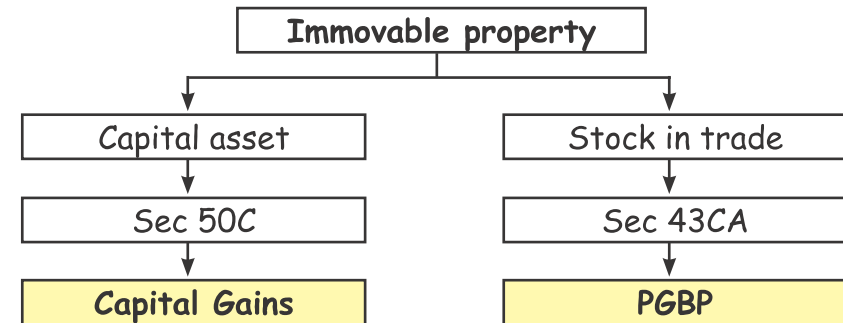 Immovable property
Capital asset
Stock in trade
Sec 50C
Sec 43CA
Capital Gains
PGBP